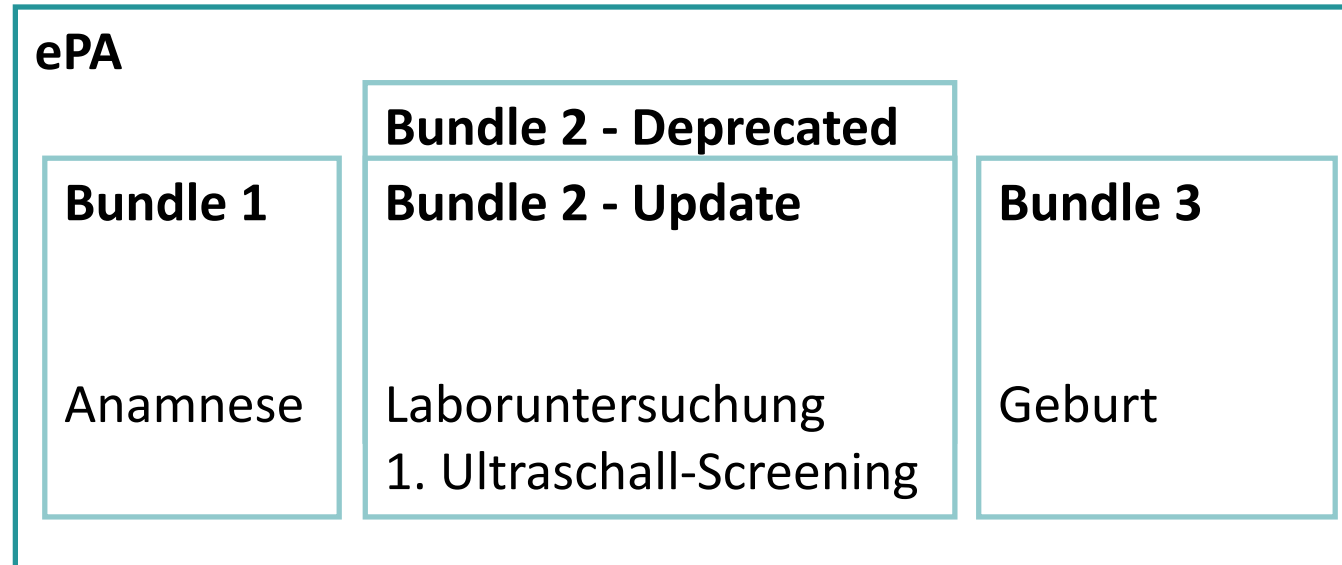 ePA
Bundle 2 - Deprecated
Bundle 1
Anamnese
Bundle 2 - Update
Laboruntersuchung
1. Ultraschall-Screening
Bundle 3
Geburt